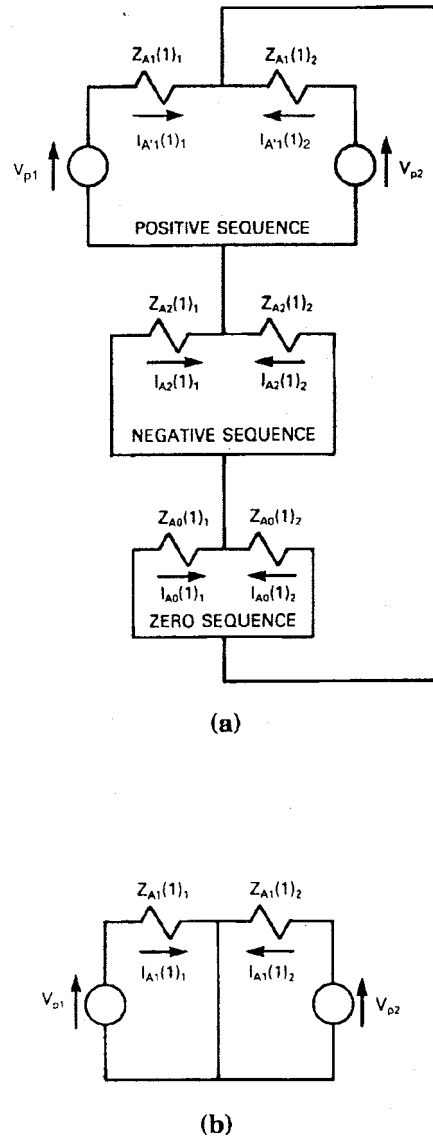 Z_A1(1)_1 Z_A1(1)_2
I_A'1(1)_1 I_A'1(1)_2
V_p1 V_p2
POSITIVE SEQUENCE
Z_A2(1)_1 Z_A2(1)_2
I_A2(1)_1 I_A2(1)_2
NEGATIVE SEQUENCE
Z_A0(1)_1 Z_A0(1)_2
I_A0(1)_1 I_A0(1)_2
ZERO SEQUENCE
(a)
Z_A1(1)_1 Z_A1(1)_2
I_A1(1)_1 I_A1(1)_2
V_p1 V_p2
(b)